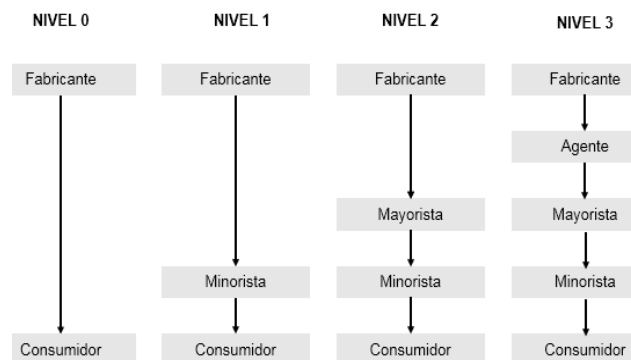 NIVEL 0 NIVEL 1 NIVEL 2 NIVEL 3
Fabricante Fabricante Fabricante Fabricante
Agente
Mayorista Mayorista
Minorista Minorista Minorista
Consumidor Consumidor Consumidor Consumidor